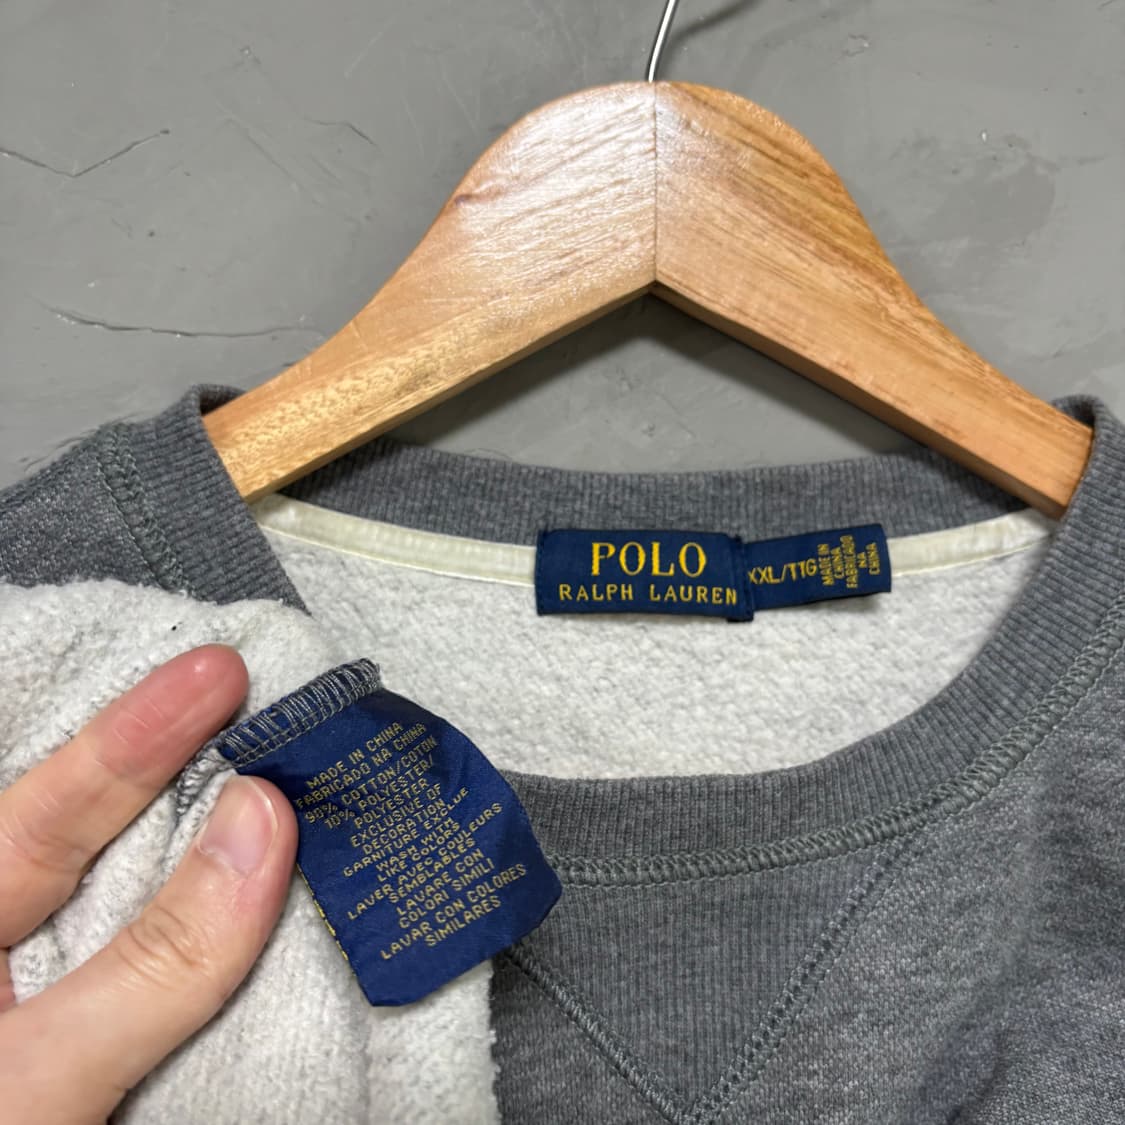 POLO
RALPH LAUREN
XXL/TTG
MADE IN
CHINA
FABRICADO
NA
CHINA
MADE IN CHINA
FABRICADO NA CHINA
90% COTTON/COTON
10% POLYESTER/
POLYESTER
EXCLUSIVE OF
DECORATION
GARNITURE EXCLUE
WASH WITH
LIKE COLORS
LAVER AVEC COULEURS
SEMBLABLES
LAVARE CON
COLORI SIMILI
LAVAR CON COLORES
SIMILARES